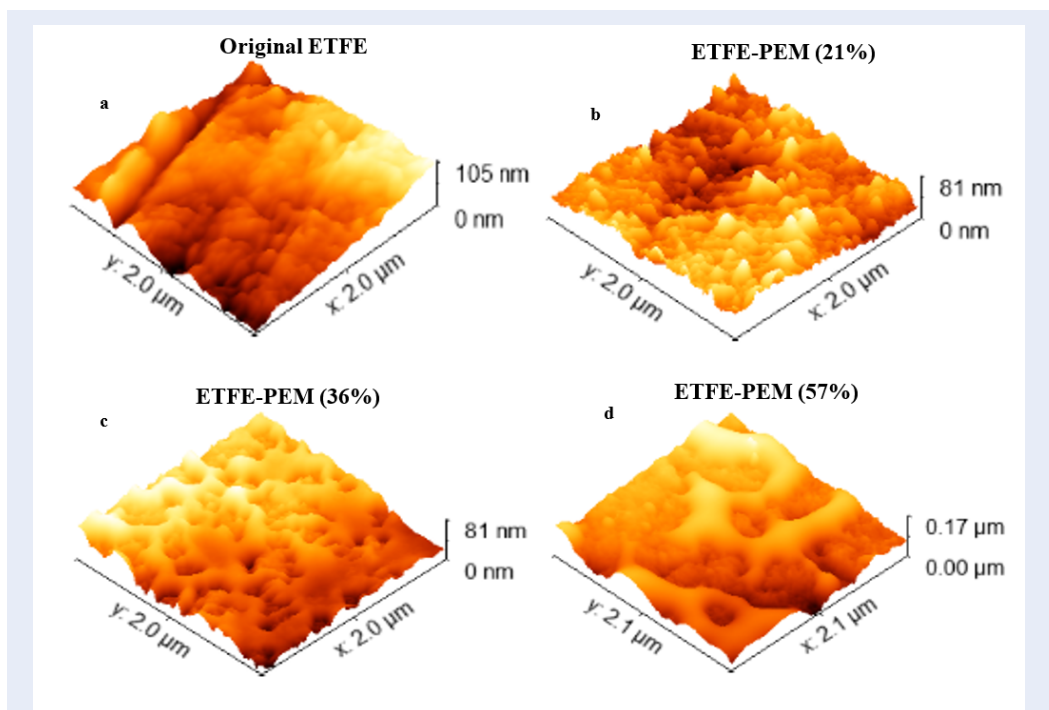 Original ETFE
a
105 nm
0 nm
y: 2.0 µm
x: 2.0 µm
ETFE-PEM (21%)
b
81 nm
0 nm
y: 2.0 µm
x: 2.0 µm
ETFE-PEM (36%)
c
81 nm
0 nm
y: 2.0 µm
x: 2.0 µm
ETFE-PEM (57%)
d
0.17 µm
0.00 µm
y: 2.1 µm
x: 2.1 µm